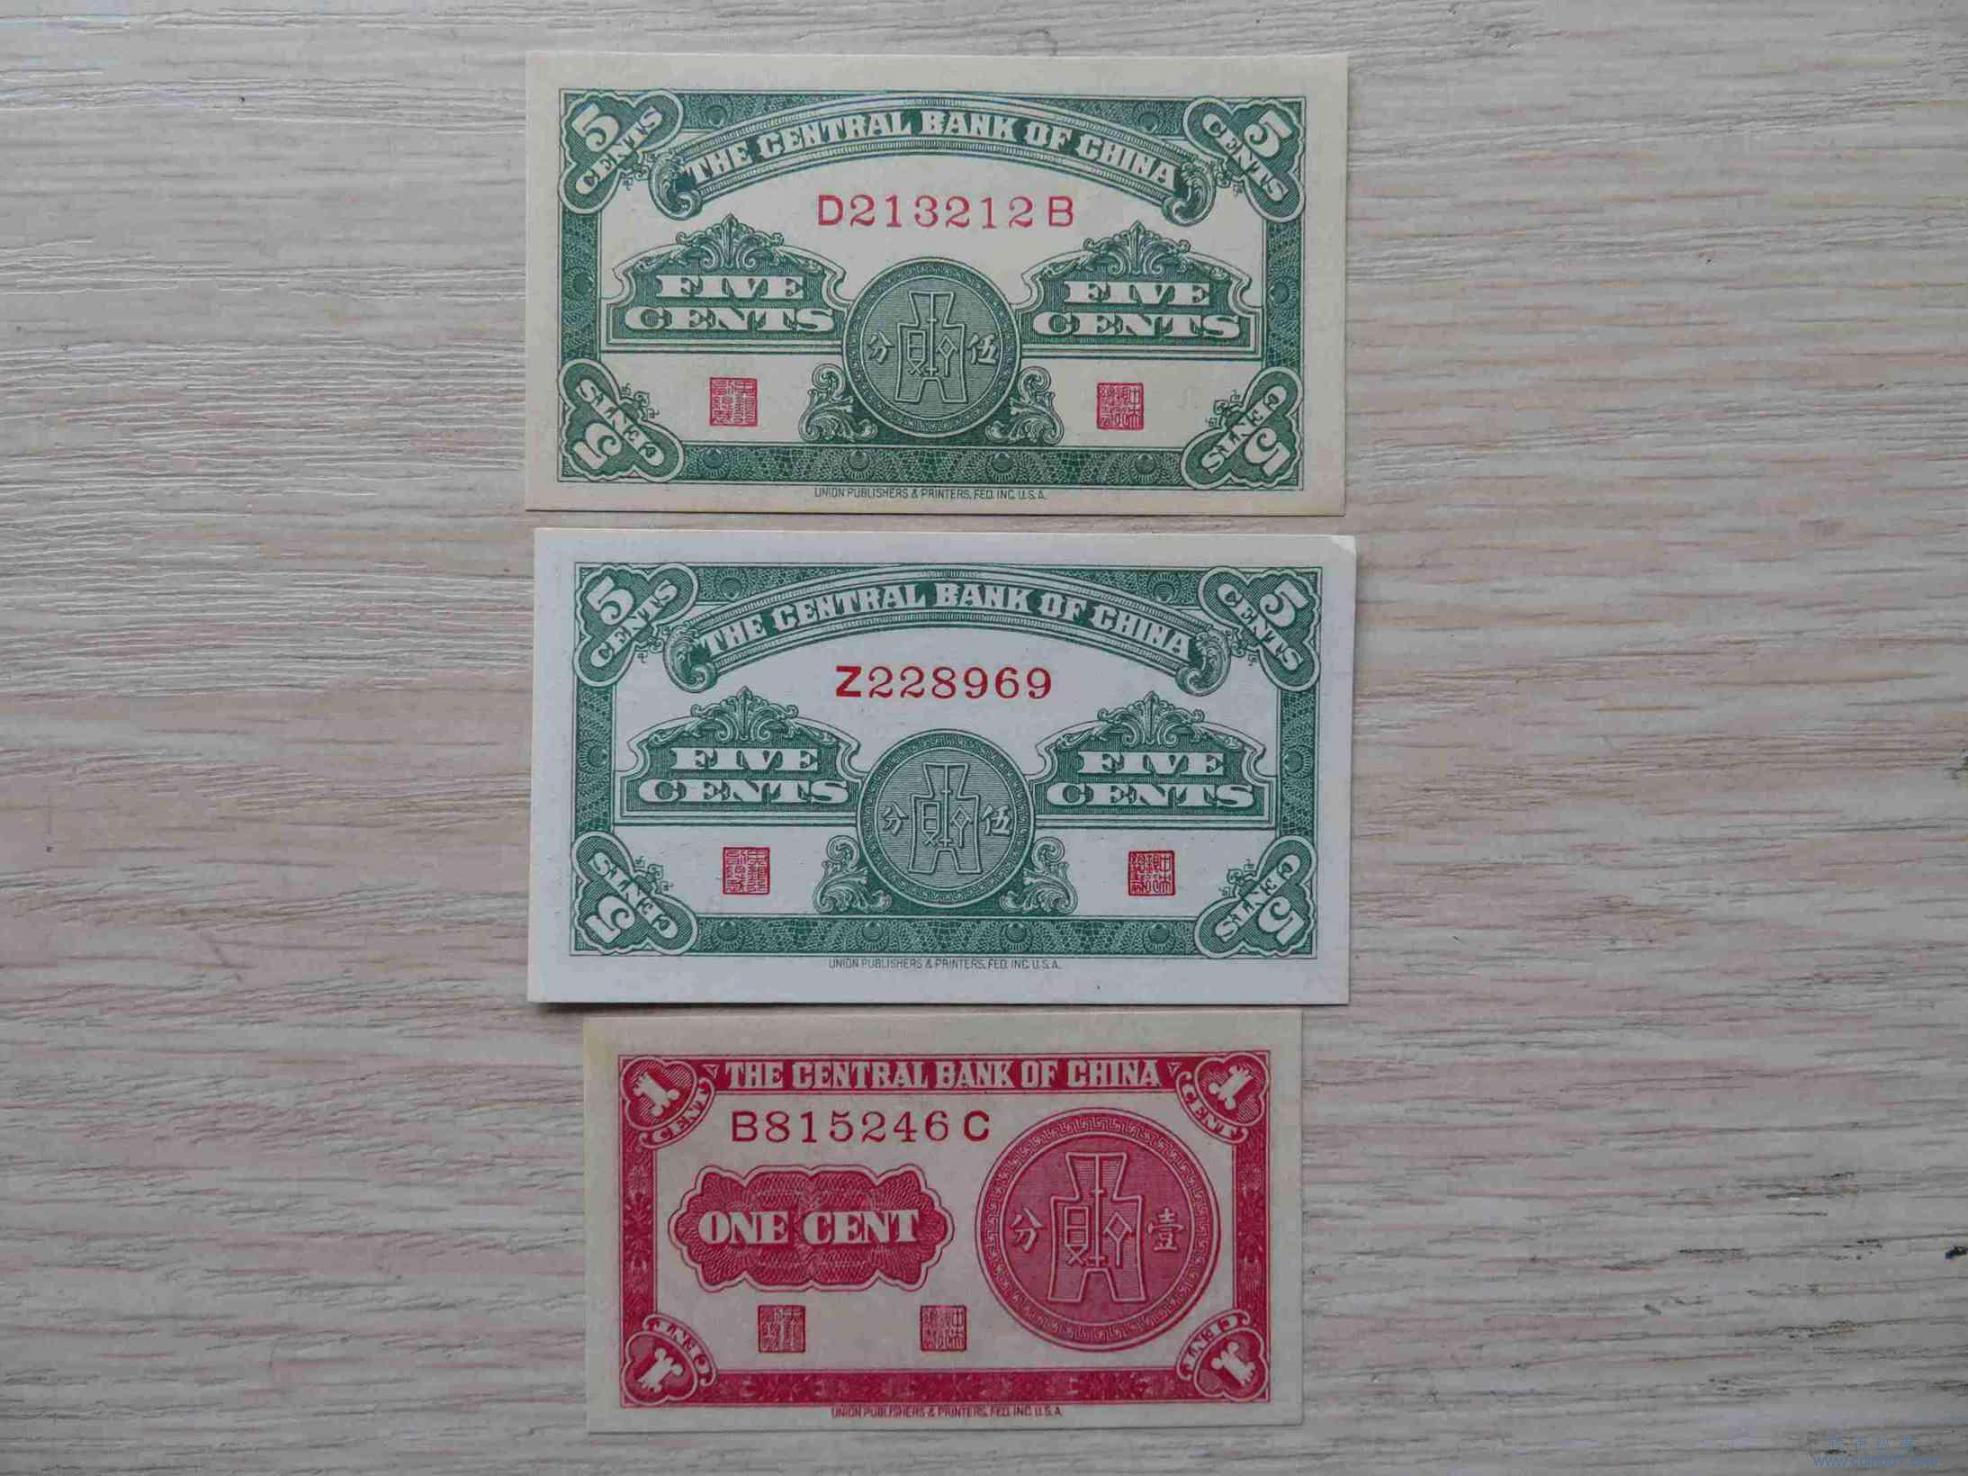 5 CENTS
THE CENTRAL BANK OF CHINA
5 CENTS
D213212B
FIVE CENTS
分 伍
FIVE CENTS
5 CENTS
5 CENTS
UNION PUBLISHERS & PRINTERS, FED. INC. U.S.A.
5 CENTS
THE CENTRAL BANK OF CHINA
5 CENTS
Z228969
FIVE CENTS
分 伍
FIVE CENTS
5 CENTS
5 CENTS
UNION PUBLISHERS & PRINTERS, FED. INC. U.S.A.
1 CENT
THE CENTRAL BANK OF CHINA
1 CENT
B815246C
ONE CENT
分 壹
1 CENT
1 CENT
UNION PUBLISHERS & PRINTERS, FED. INC. U.S.A.